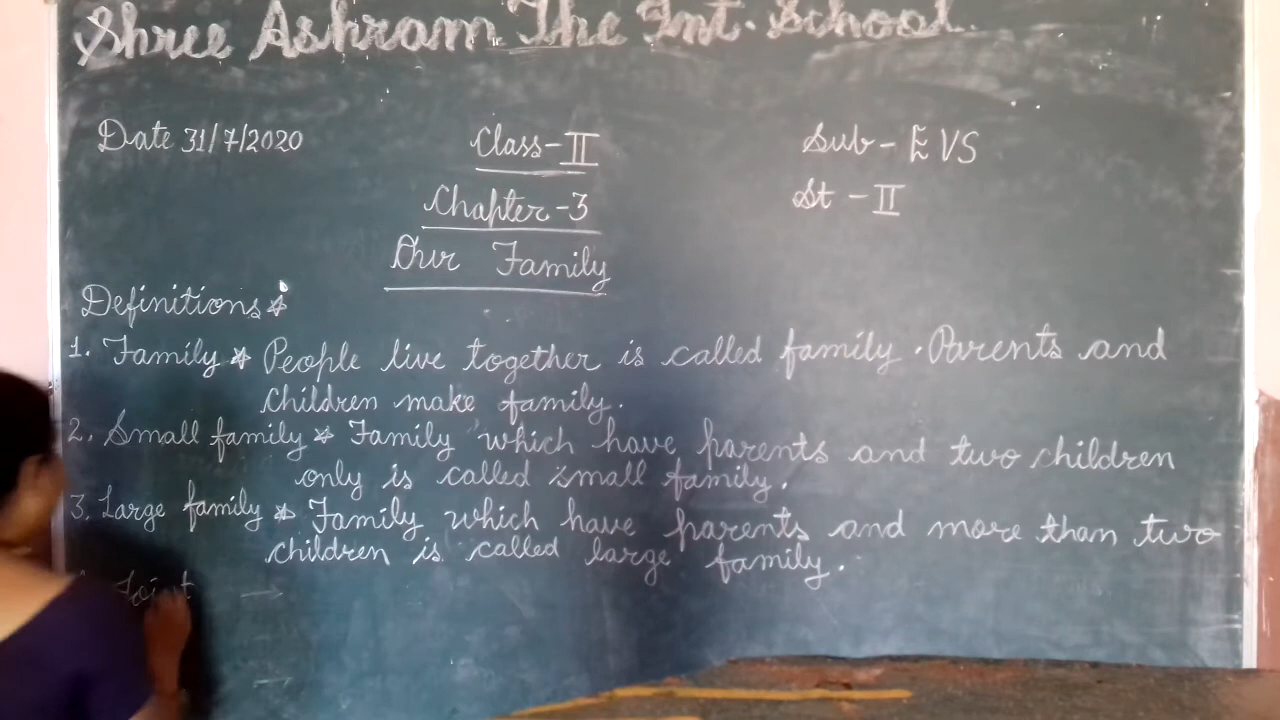 Shree Ashram The Int. School.
Date 31/7/2020 Class-II Sub - EVS
Chapter-3 St - II
Our Family
Definitions
1. Family → People live together is called family. Parents and
children make family.
2. Small family → Family which have parents and two children
only is called small family.
3. Large family → Family which have parents and more than two
children is called large family.
Joint →
→